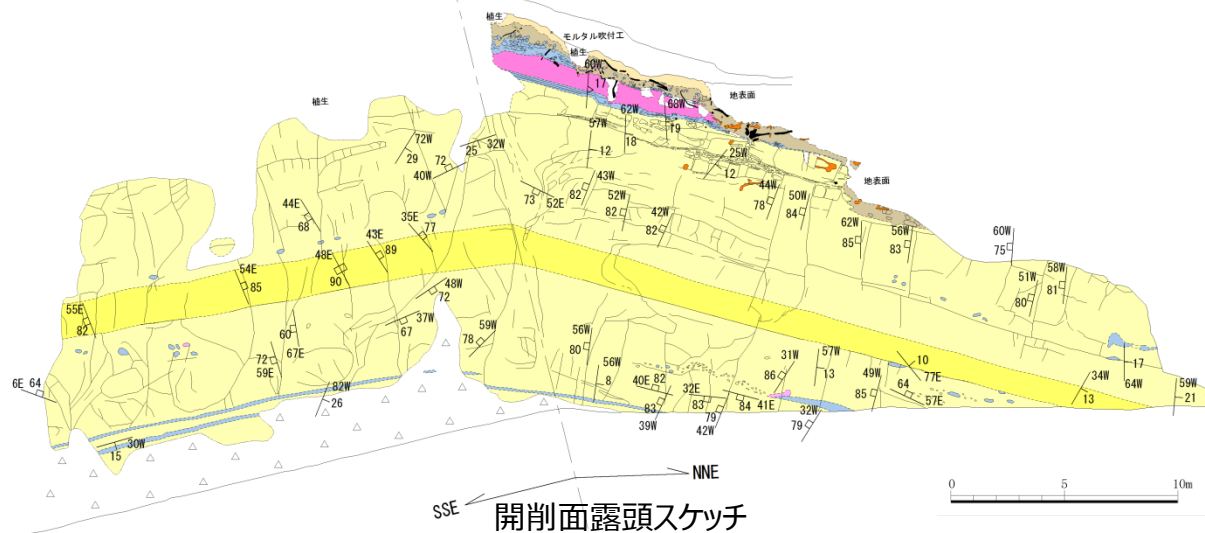 植生
モルタル吹付工
植生
60W
17
地表面
植生
62W
68W
57W
18
19
72W
29
72
25
32W
12
25W
12
地表面
40W
43W
82
44W
78
73
52E
52W
82
50W
84
44E
68
35E
77
42W
82
62W
85
56W
83
60W
75
43E
89
48E
90
54E
85
51W
80
58W
81
48W
72
55E
82
37W
67
60
67E
59W
78
56W
80
56W
8
31W
86
57W
13
10
77E
17
64W
72
59E
40E
82
32E
49W
85
64
57E
34W
13
59W
21
6E 64
82W
26
83
39W
83
79
42W
84
41E
32W
79
30W
15
NNE
SSE
0
5
10m
開削面露頭スケッチ